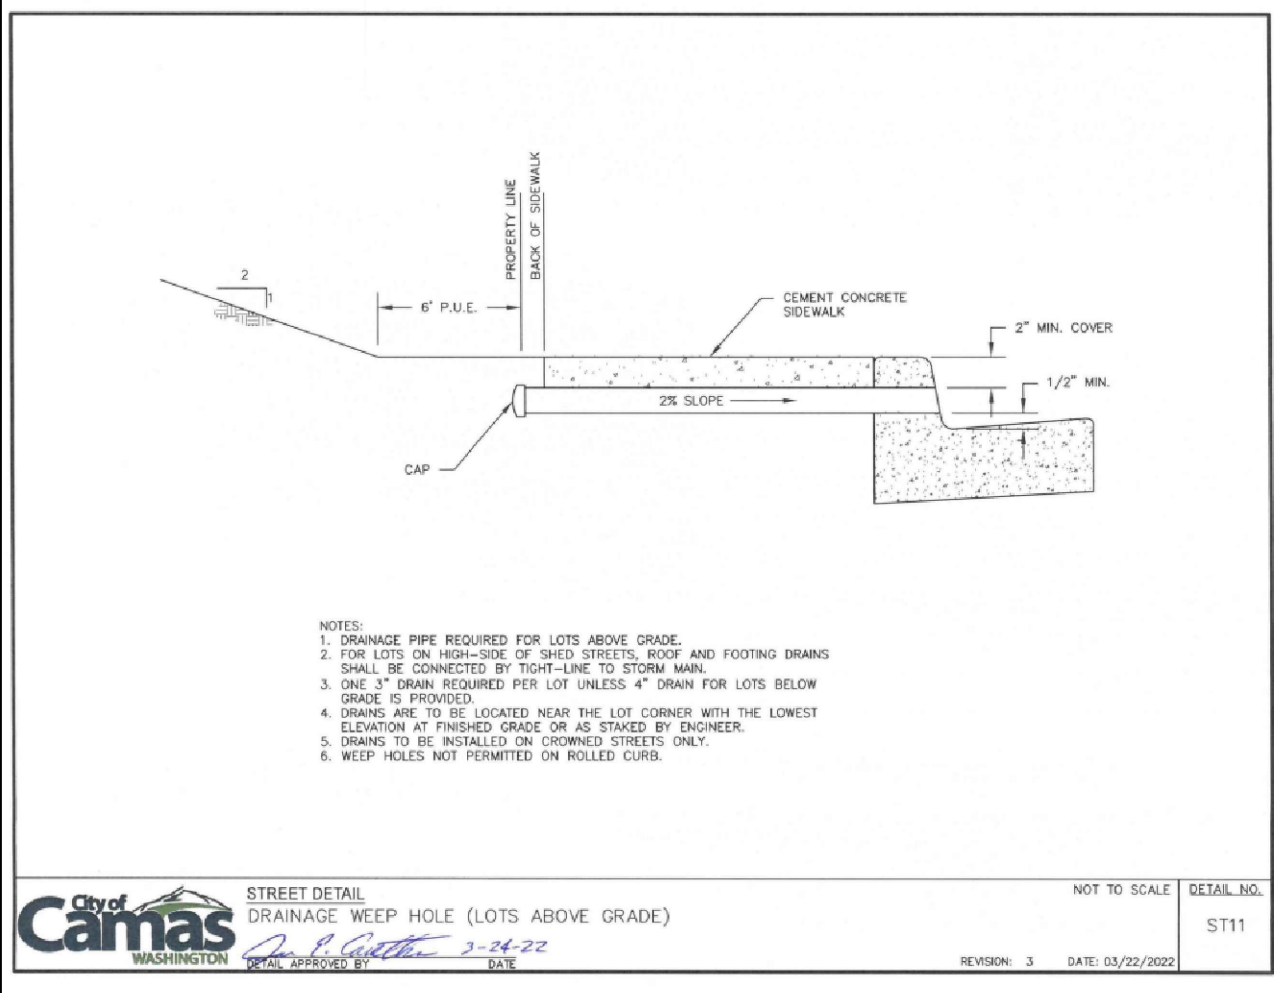 PROPERTY LINE
BACK OF SIDEWALK
2
1
6' P.U.E.
CEMENT CONCRETE
SIDEWALK
2" MIN. COVER
1/2" MIN.
2% SLOPE
CAP
NOTES:
1. DRAINAGE PIPE REQUIRED FOR LOTS ABOVE GRADE.
2. FOR LOTS ON HIGH-SIDE OF SHED STREETS, ROOF AND FOOTING DRAINS
SHALL BE CONNECTED BY TIGHT-LINE TO STORM MAIN.
3. ONE 3" DRAIN REQUIRED PER LOT UNLESS 4" DRAIN FOR LOTS BELOW
GRADE IS PROVIDED.
4. DRAINS ARE TO BE LOCATED NEAR THE LOT CORNER WITH THE LOWEST
ELEVATION AT FINISHED GRADE OR AS STAKED BY ENGINEER.
5. DRAINS TO BE INSTALLED ON CROWNED STREETS ONLY.
6. WEEP HOLES NOT PERMITTED ON ROLLED CURB.
City of
Camas
WASHINGTON
STREET DETAIL
DRAINAGE WEEP HOLE (LOTS ABOVE GRADE)
3-24-22
DETAIL APPROVED BY DATE
NOT TO SCALE
REVISION: 3 DATE: 03/22/2022
DETAIL NO.
ST11